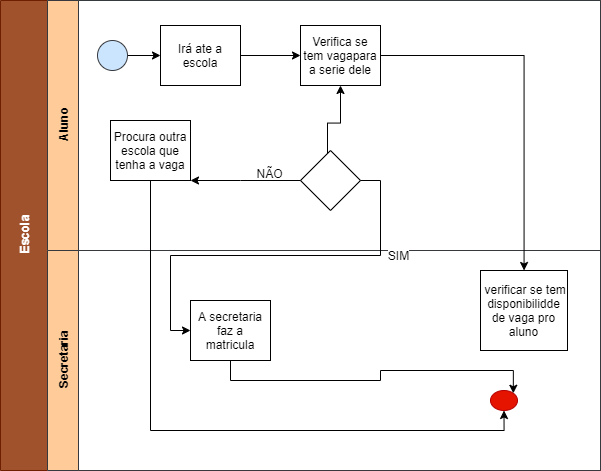 Escola
Aluno
Irá ate a
escola
Verifica se
tem vagapara
a serie dele
Procura outra
escola que
tenha a vaga
NÃO
SIM
Secretaria
verificar se tem
disponibilidde
de vaga pro
aluno
A secretaria
faz a
matricula